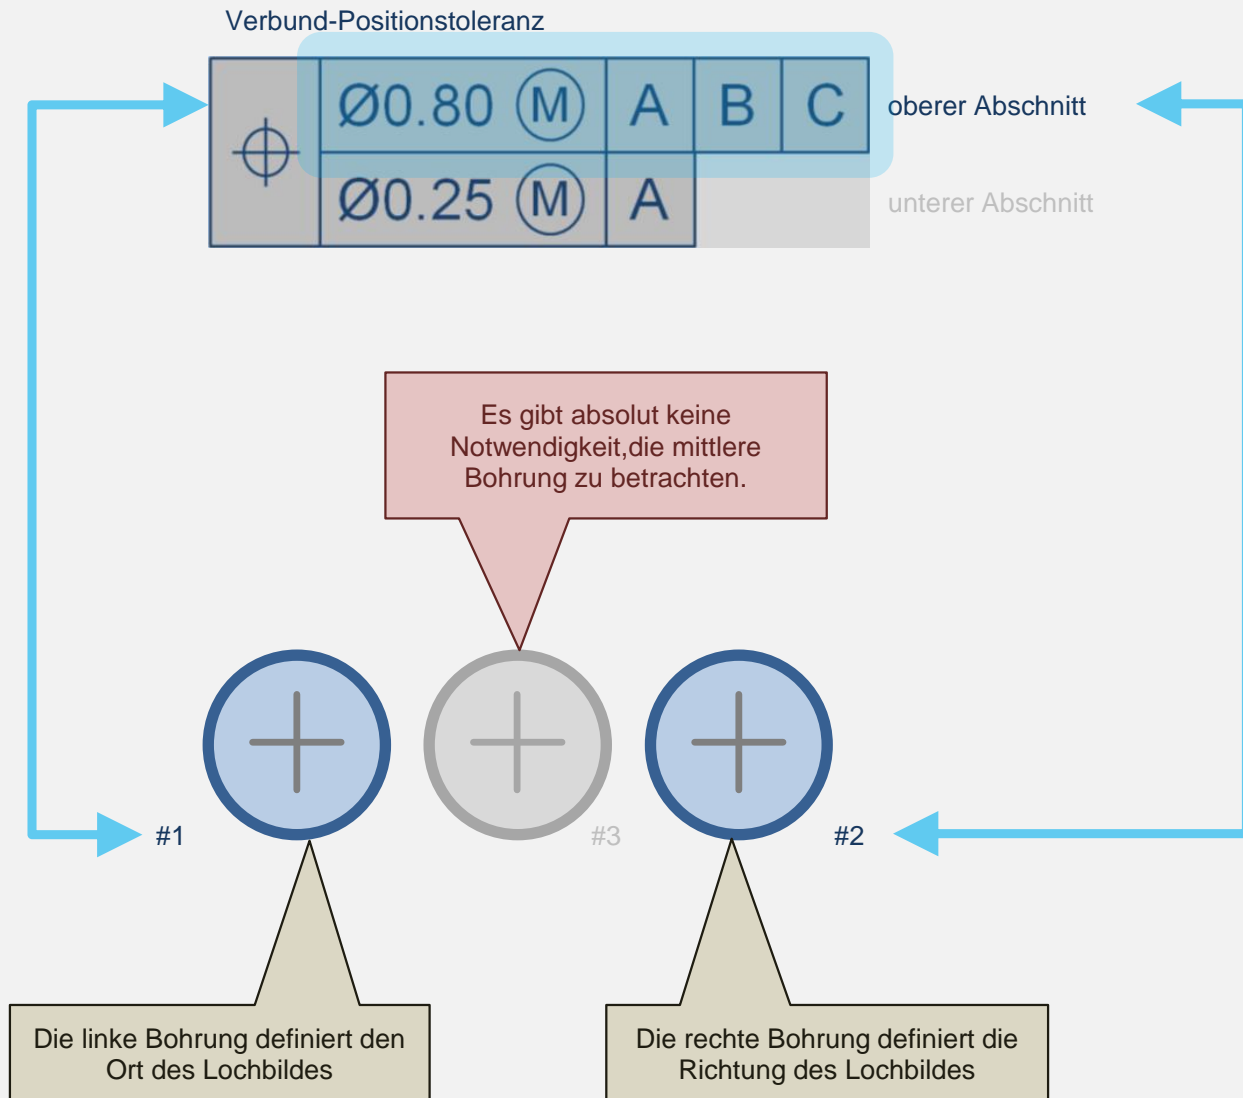 Verbund-Positionstoleranz
Ø0.80 Ⓜ A B C
oberer Abschnitt
Ø0.25 Ⓜ A
unterer Abschnitt
Es gibt absolut keine
Notwendigkeit,die mittlere
Bohrung zu betrachten.
#1
#3
#2
Die linke Bohrung definiert den
Ort des Lochbildes
Die rechte Bohrung definiert die
Richtung des Lochbildes